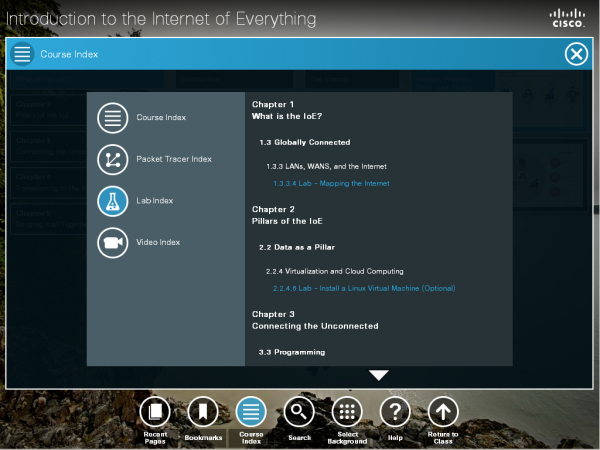 Introduction to the Internet of Everything
CISCO
Course Index
Course Index
Packet Tracer Index
Lab Index
Video Index
Chapter 1
What is the IoE?
1.3 Globally Connected
1.3.3 LANs, WANS, and the Internet
1.3.3.4 Lab - Mapping the Internet
Chapter 2
Pillars of the IoE
2.2 Data as a Pillar
2.2.4 Virtualization and Cloud Computing
2.2.4.6 Lab - Install a Linux Virtual Machine (Optional)
Chapter 3
Connecting the Unconnected
3.3 Programming
Recent
Pages
Bookmarks
Course
Index
Search
Select
Background
Help
Return to
Class